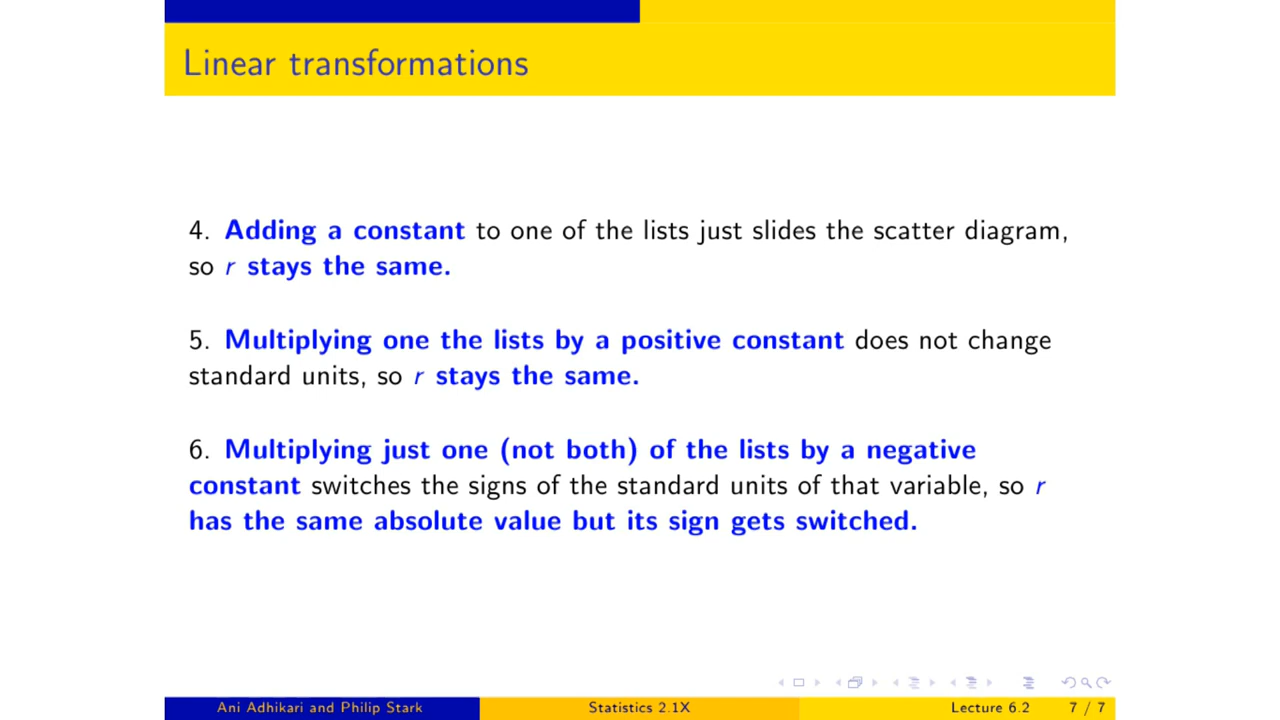 Linear transformations
4. Adding a constant to one of the lists just slides the scatter diagram,
so r stays the same.
5. Multiplying one the lists by a positive constant does not change
standard units, so r stays the same.
6. Multiplying just one (not both) of the lists by a negative
constant switches the signs of the standard units of that variable, so r
has the same absolute value but its sign gets switched.
Ani Adhikari and Philip Stark Statistics 2.1X Lecture 6.2 7 / 7